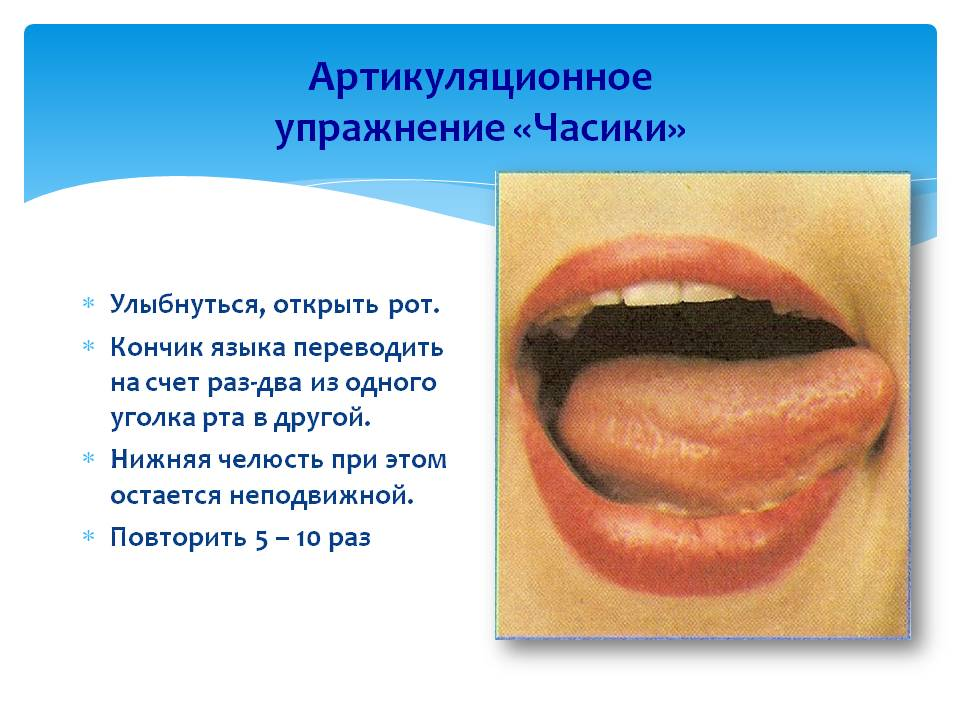 Артикуляционное
упражнение «Часики»
Улыбнуться, открыть рот.
Кончик языка переводить
на счет раз-два из одного
уголка рта в другой.
Нижняя челюсть при этом
остается неподвижной.
Повторить 5 – 10 раз